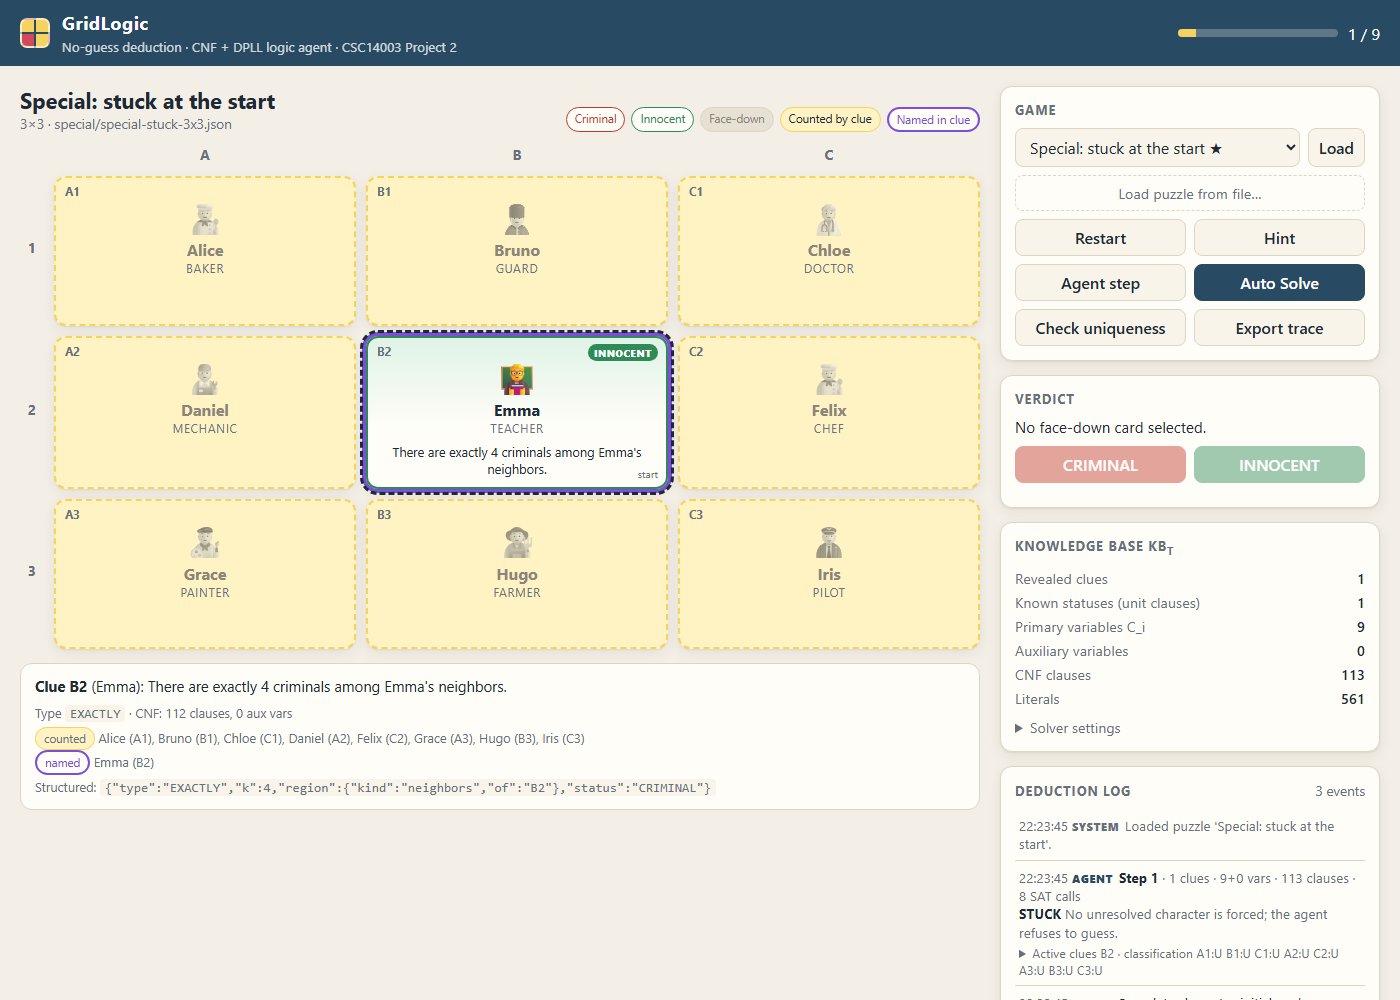 GridLogic
No-guess deduction · CNF + DPLL logic agent · CSC14003 Project 2
1 / 9
Special: stuck at the start
3×3 · special/special-stuck-3x3.json
Criminal
Innocent
Face-down
Counted by clue
Named in clue
A
B
C
1
A1
Alice
BAKER
B1
Bruno
GUARD
C1
Chloe
DOCTOR
2
A2
Daniel
MECHANIC
B2
INNOCENT
Emma
TEACHER
There are exactly 4 criminals among Emma's
neighbors.
start
C2
Felix
CHEF
3
A3
Grace
PAINTER
B3
Hugo
FARMER
C3
Iris
PILOT
Clue B2 (Emma): There are exactly 4 criminals among Emma's neighbors.
Type EXACTLY · CNF: 112 clauses, 0 aux vars
counted Alice (A1), Bruno (B1), Chloe (C1), Daniel (A2), Felix (C2), Grace (A3), Hugo (B3), Iris (C3)
named Emma (B2)
Structured: {"type":"EXACTLY","k":4,"region":{"kind":"neighbors","of":"B2"},"status":"CRIMINAL"}
GAME
Special: stuck at the start ★
Load
Load puzzle from file...
Restart
Hint
Agent step
Auto Solve
Check uniqueness
Export trace
VERDICT
No face-down card selected.
CRIMINAL
INNOCENT
KNOWLEDGE BASE KBT
Revealed clues 1
Known statuses (unit clauses) 1
Primary variables C_i 9
Auxiliary variables 0
CNF clauses 113
Literals 561
▶ Solver settings
DEDUCTION LOG
3 events
22:23:45 SYSTEM Loaded puzzle 'Special: stuck at the
start'.
22:23:45 AGENT Step 1 · 1 clues · 9+0 vars · 113 clauses ·
8 SAT calls
STUCK No unresolved character is forced; the agent
refuses to guess.
▶ Active clues B2 · classification A1:U B1:U C1:U A2:U C2:U
A3:U B3:U C3:U